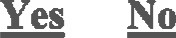 Yes No